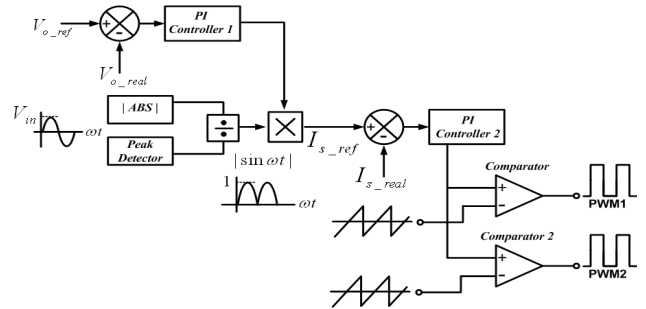 V_o_ref
+
−
PI
Controller 1
V_o_real
V_in
ωt
| ABS |
Peak
Detector
÷
×
I_s_ref
+
−
I_s_real
PI
Controller 2
| sin ωt |
1
ωt
Comparator
+
−
PWM1
Comparator 2
+
−
PWM2